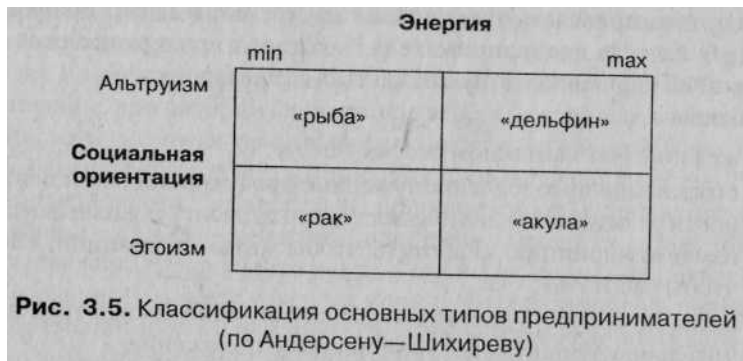 Энергия
min max
Альтруизм
«рыба» «дельфин»
Социальная
ориентация
«рак» «акула»
Эгоизм
Рис. 3.5. Классификация основных типов предпринимателей
(по Андерсену—Шихиреву)